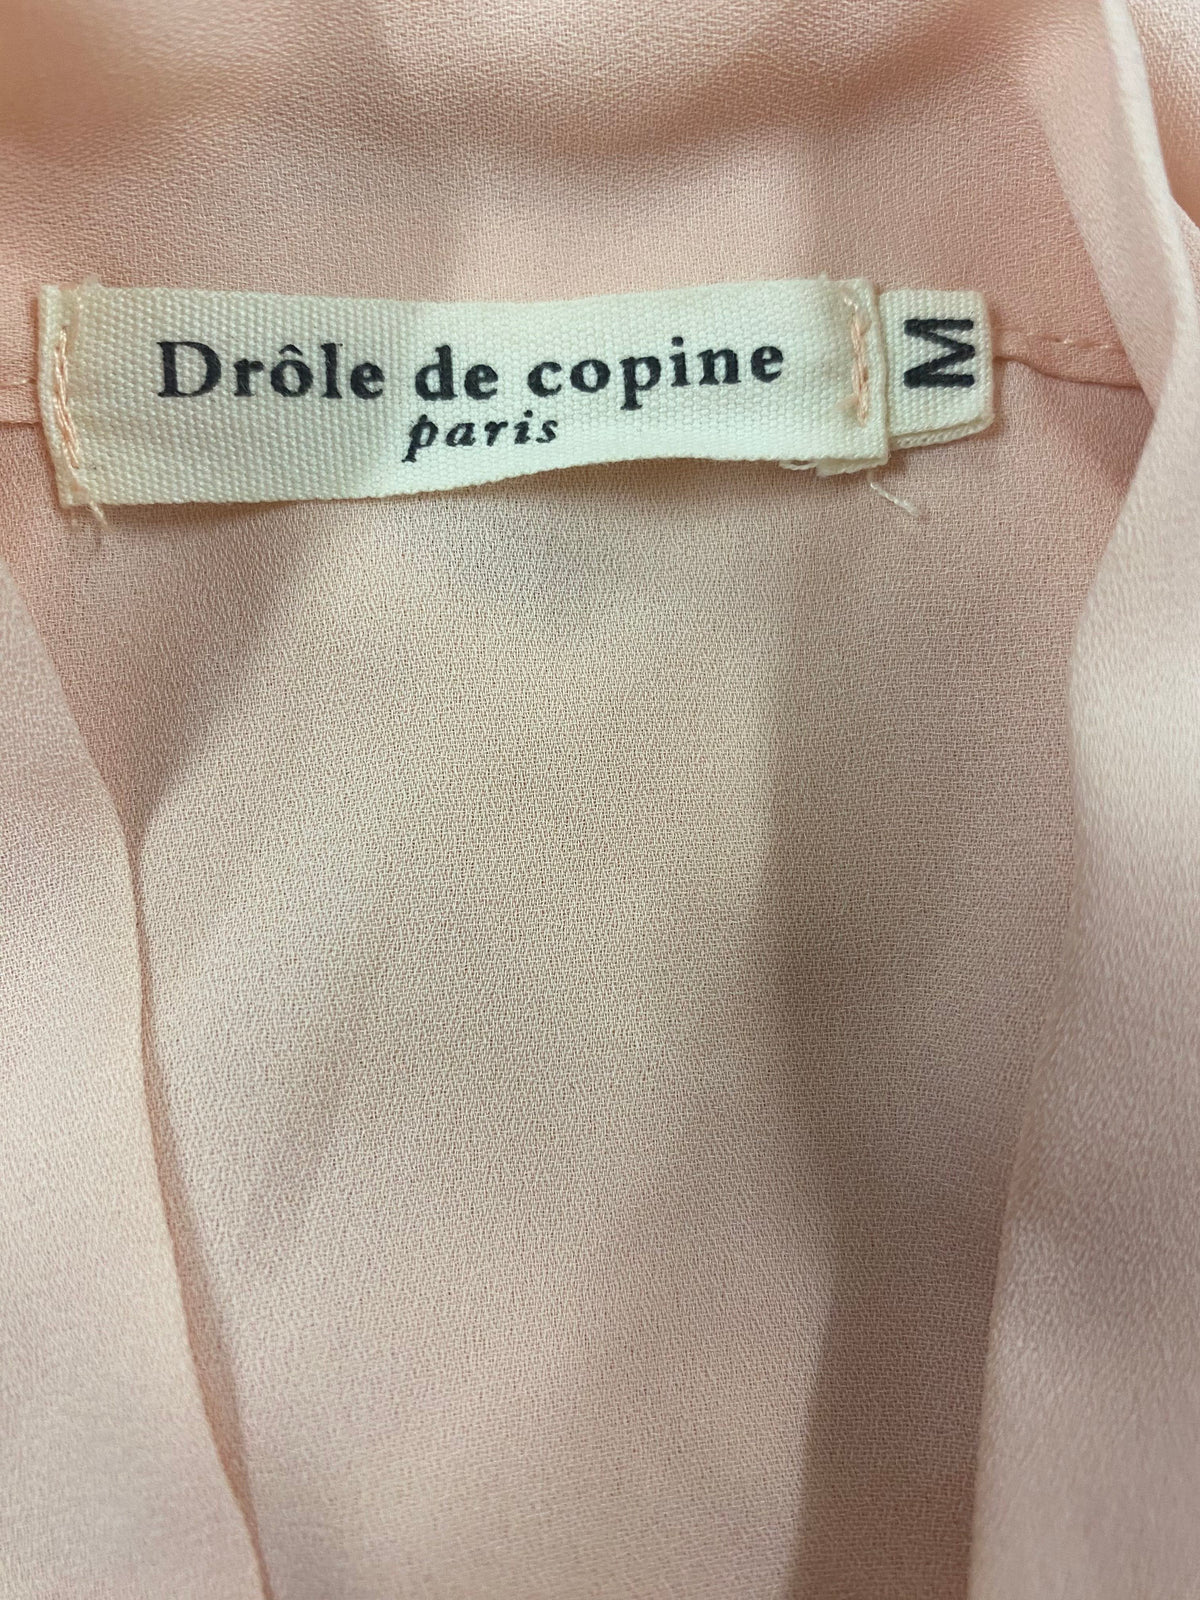 Drôle de copine
paris
M